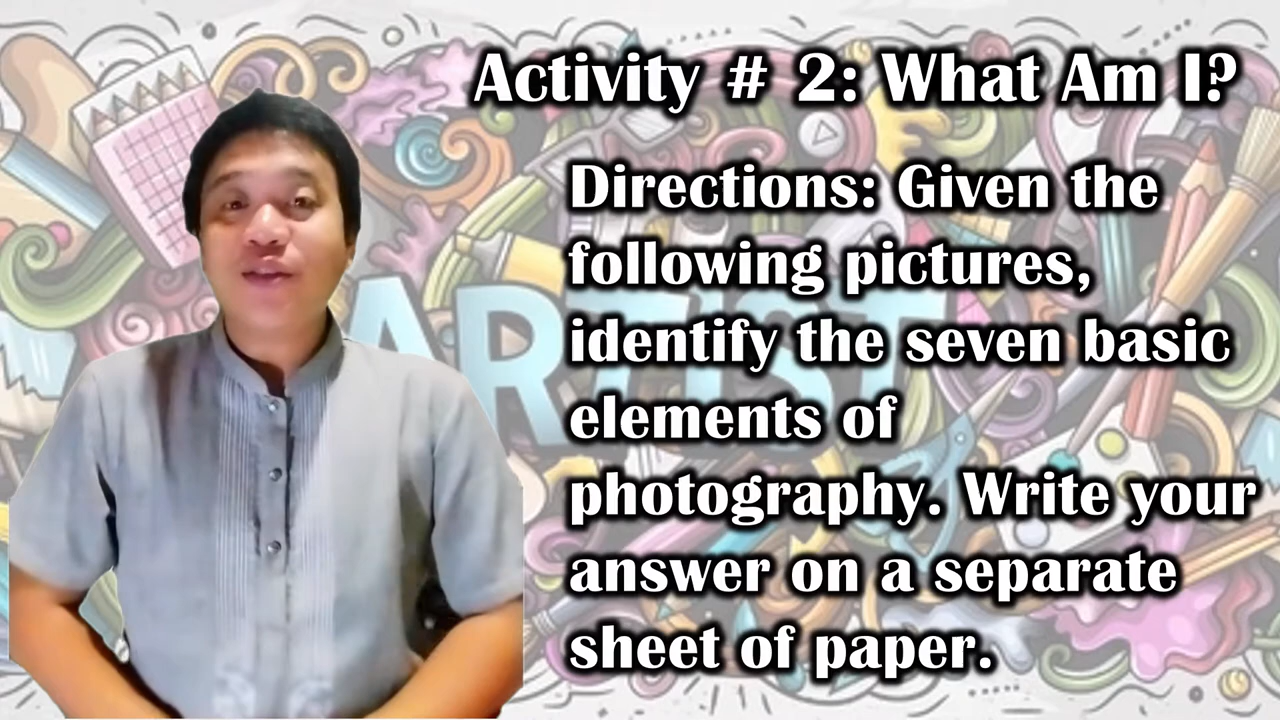 Activity # 2: What Am I?
Directions: Given the
following pictures,
identify the seven basic
elements of
photography. Write your
answer on a separate
sheet of paper.
ARTIST